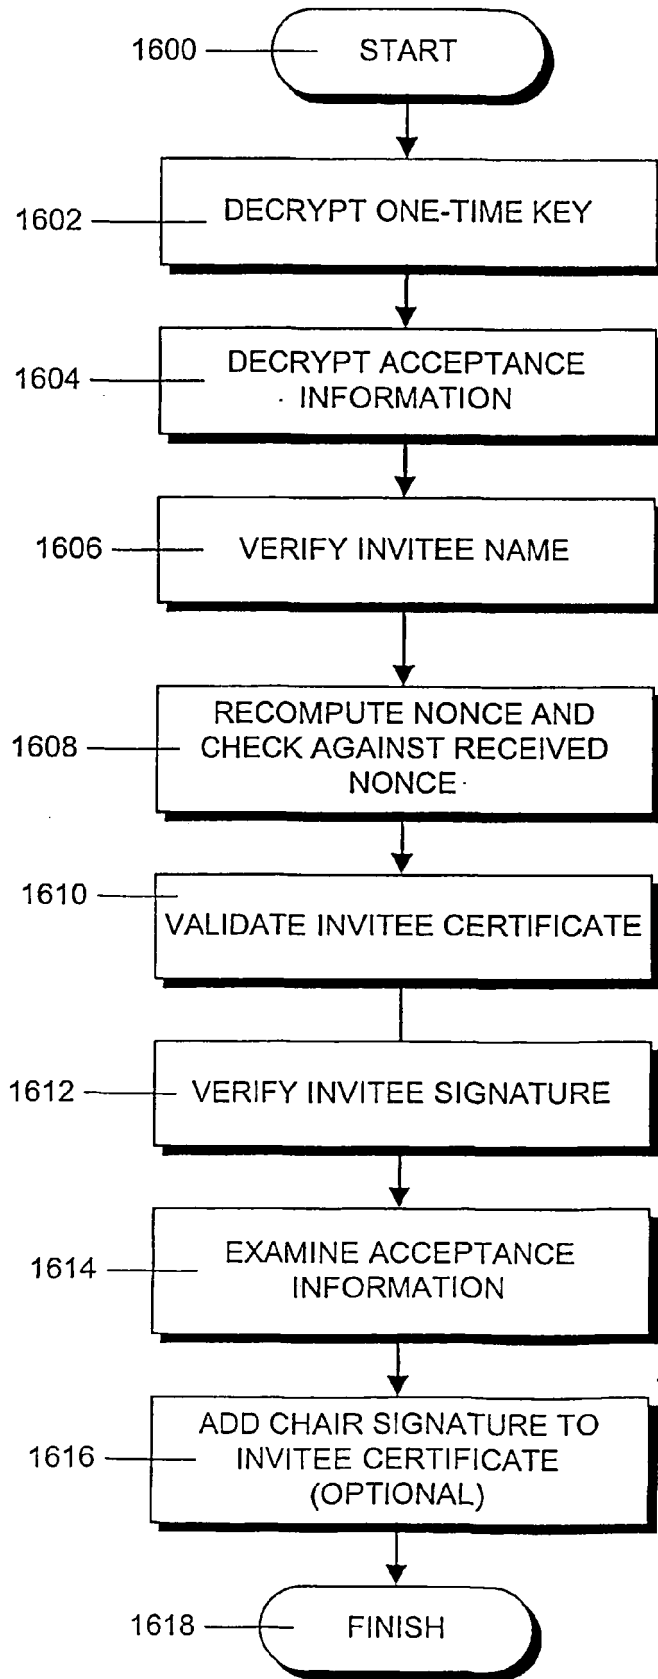 1600 START
1602 DECRYPT ONE-TIME KEY
1604 DECRYPT ACCEPTANCE
INFORMATION
1606 VERIFY INVITEE NAME
RECOMPUTE NONCE AND
1608 CHECK AGAINST RECEIVED
NONCE
1610
VALIDATE INVITEE CERTIFICATE
1612 VERIFY INVITEE SIGNATURE
1614 EXAMINE ACCEPTANCE
INFORMATION
ADD CHAIR SIGNATURE TO
1616 INVITEE CERTIFICATE
(OPTIONAL)
1618 FINISH